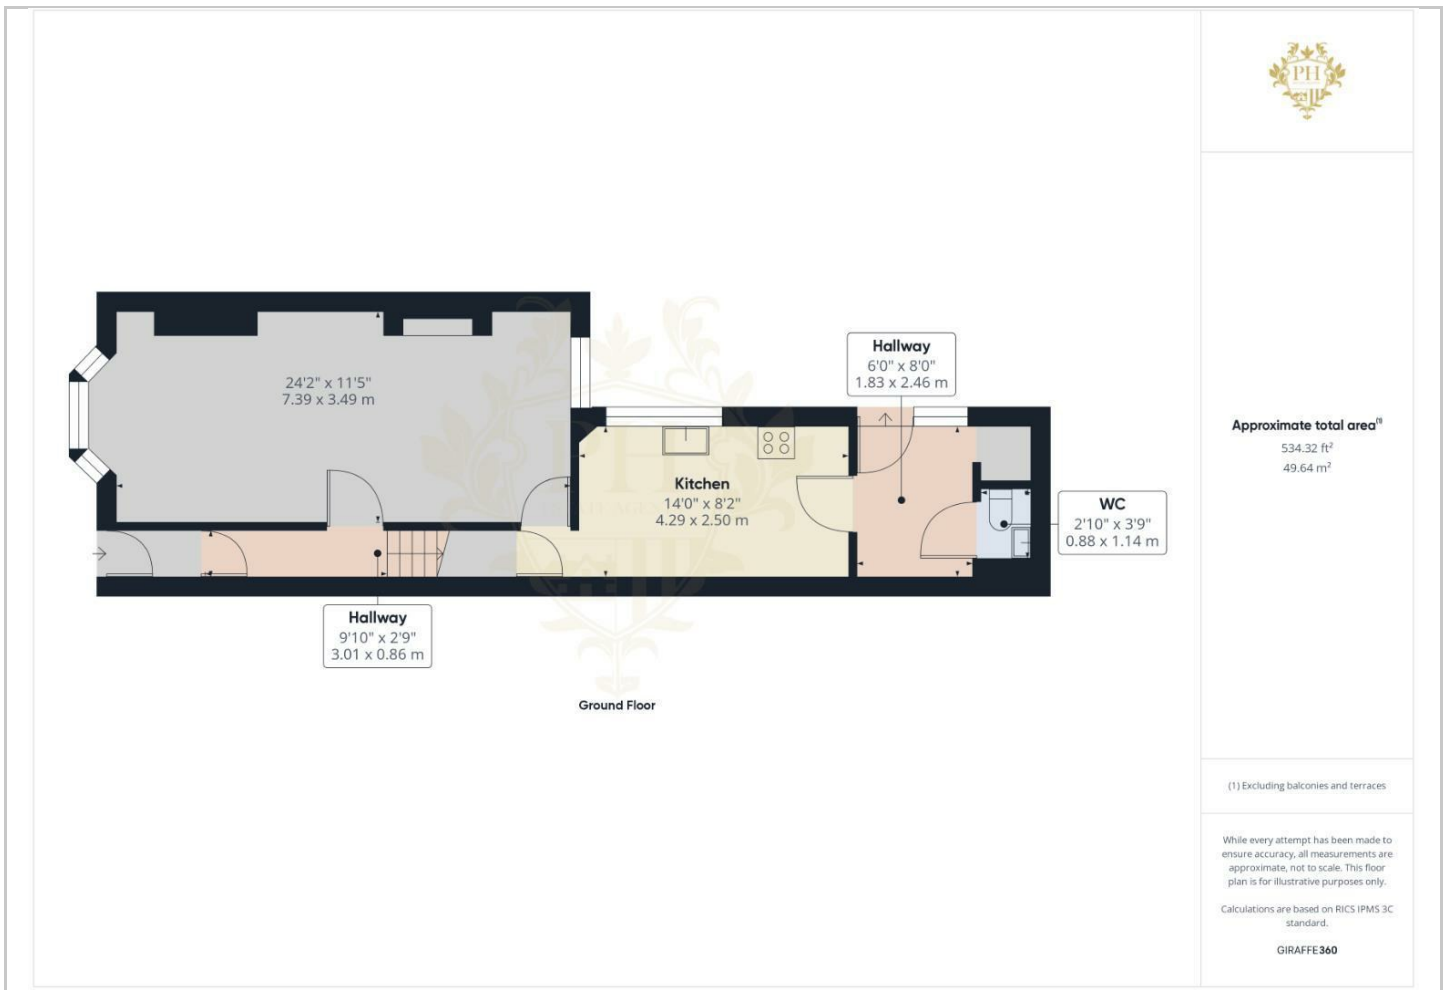 PH
24'2" x 11'5"
7.39 x 3.49 m
Hallway
6'0" x 8'0"
1.83 x 2.46 m
Kitchen
14'0" x 8'2"
4.29 x 2.50 m
WC
2'10" x 3'9"
0.88 x 1.14 m
Hallway
9'10" x 2'9"
3.01 x 0.86 m
PH
Ground Floor
Approximate total area(1)
534.32 ft²
49.64 m²
(1) Excluding balconies and terraces
While every attempt has been made to
ensure accuracy, all measurements are
approximate, not to scale. This floor
plan is for illustrative purposes only.
Calculations are based on RICS IPMS 3C
standard.
GIRAFFE360